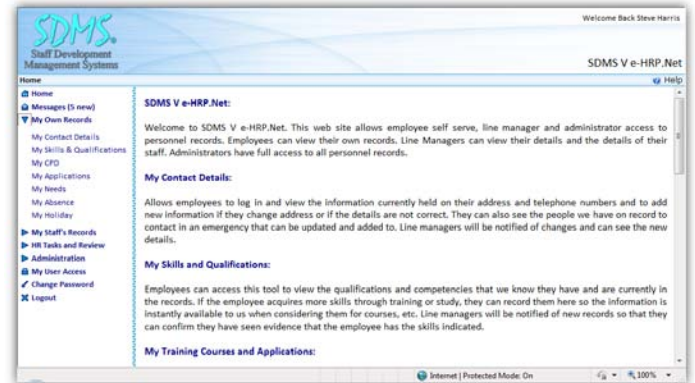 Welcome Back Steve Harris
SDMS.
Staff Development
Management Systems
SDMS V e-HRP.Net
Home
Help
Home
Messages (5 new)
My Own Records
My Contact Details
My Skills & Qualifications
My CPD
My Applications
My Needs
My Absence
My Holiday
My Staff's Records
HR Tasks and Review
Administration
My User Access
Change Password
Logout
SDMS V e-HRP.Net:
Welcome to SDMS V e-HRP.Net. This web site allows employee self serve, line manager and administrator access to
personnel records. Employees can view their own records. Line Managers can view their details and the details of their
staff. Administrators have full access to all personnel records.
My Contact Details:
Allows employees to log in and view the information currently held on their address and telephone numbers and to add
new information if they change address or if the details are not correct. They can also see the people we have on record to
contact in an emergency that can be updated and added to. Line managers will be notified of changes and can see the new
details.
My Skills and Qualifications:
Employees can access this tool to view the qualifications and competencies that we know they have and are currently in
the records. If the employee acquires more skills through training or study, they can record them here so the information is
instantly available to us when considering them for courses, etc. Line managers will be notified of new records so that they
can confirm they have seen evidence that the employee has the skills indicated.
My Training Courses and Applications:
Internet | Protected Mode: On
100%